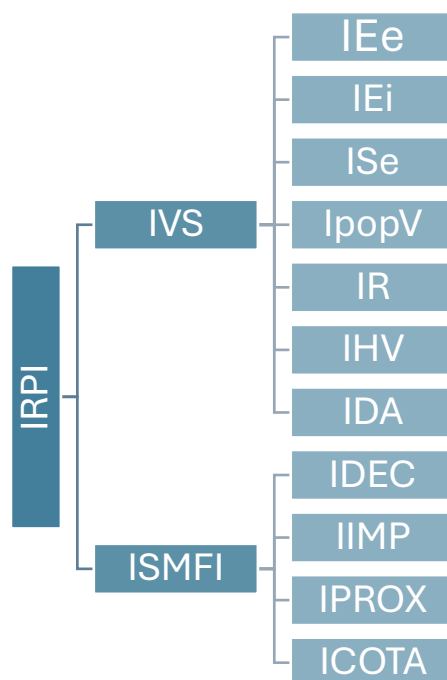 IRPI
IVS
IEe
IEi
ISe
IpopV
IR
IHV
IDA
ISMFI
IDEC
IIMP
IPROX
ICOTA